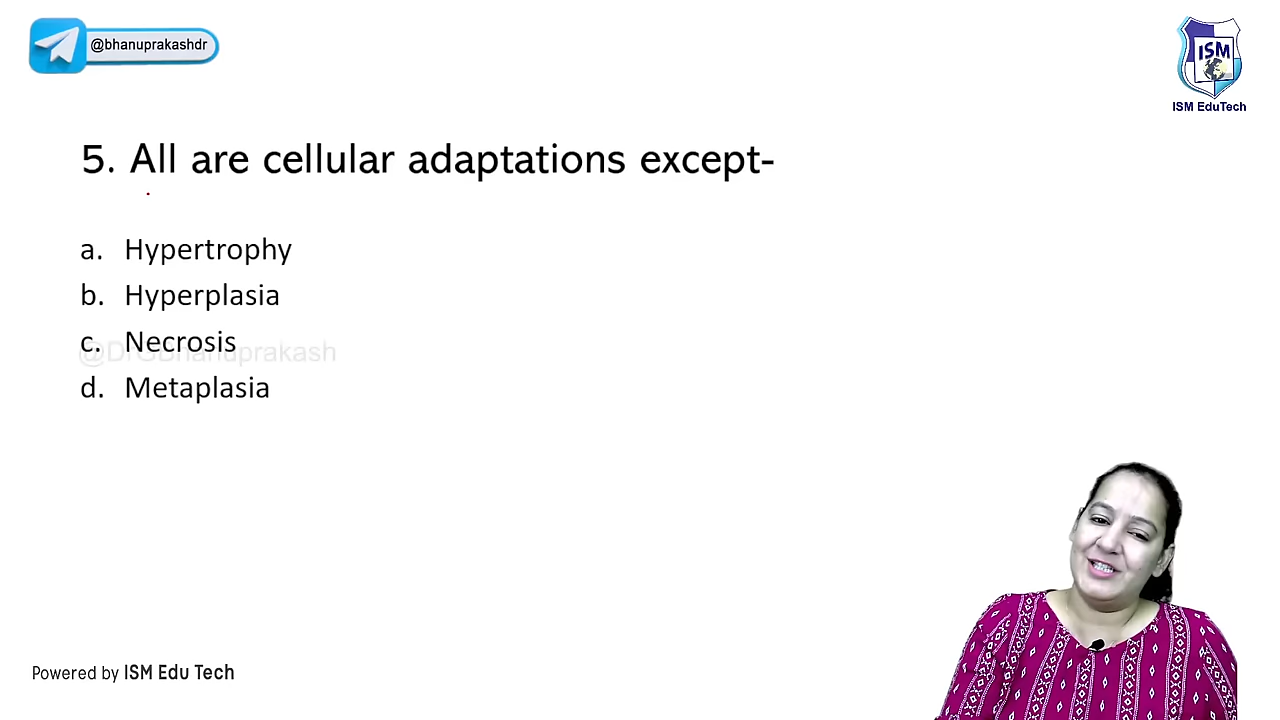 @bhanuprakashdr
ISM
ISM EduTech
5. All are cellular adaptations except-
a. Hypertrophy
b. Hyperplasia
c. Necrosis
@DrGBhanuprakash
d. Metaplasia
Powered by ISM Edu Tech